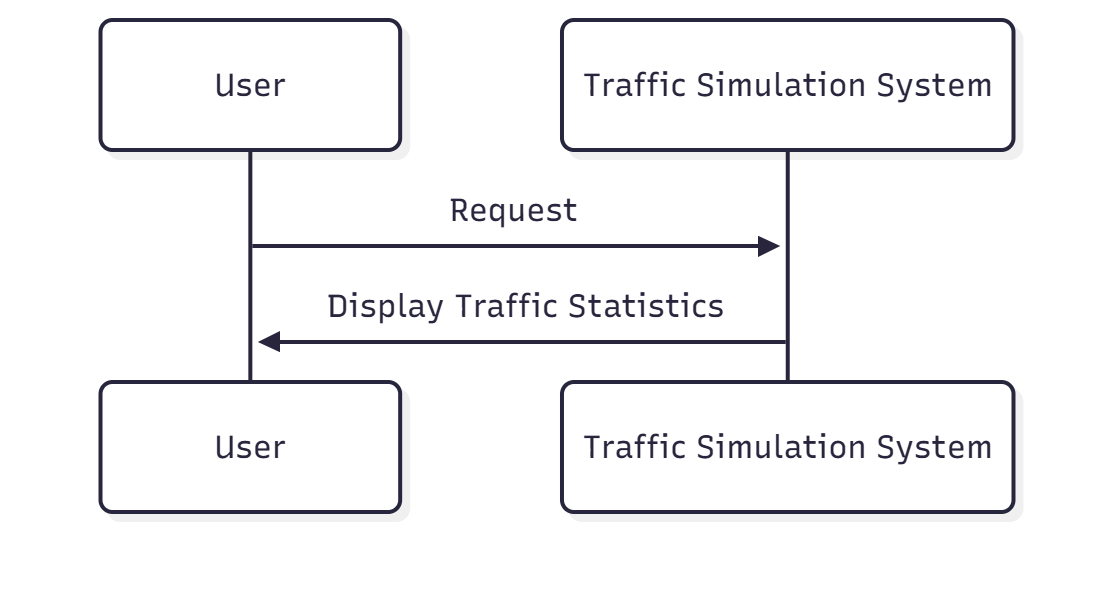 User
Traffic Simulation System
Request
Display Traffic Statistics
User
Traffic Simulation System